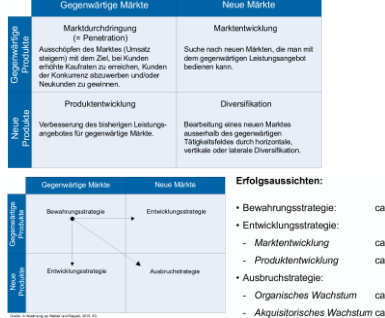 Gegenwärtige Märkte
Neue Märkte
Gegenwärtige
Produkte
Marktdurchdringung
(= Penetration)
Ausschöpfen des Marktes (Umsatz
steigern) mit dem Ziel, bei Kunden
erhöhte Kaufraten zu erreichen, Kunden
der Konkurrenz abzuwerben und/oder
Neukunden zu gewinnen.
Marktentwicklung
Suche nach neuen Märkten, die man mit
dem gegenwärtigen Leistungsangebot
bedienen kann.
Neue
Produkte
Produktentwicklung
Verbesserung des bisherigen Leistungs-
angebotes für gegenwärtige Märkte.
Diversifikation
Bearbeitung eines neuen Marktes
ausserhalb des gegenwärtigen
Tätigkeitsfeldes durch horizontale,
vertikale oder laterale Diversifikation.
Gegenwärtige Märkte
Neue Märkte
Gegenwärtige
Produkte
Bewahrungsstrategie
Entwicklungsstrategie
Neue
Produkte
Entwicklungsstrategie
Ausbruchstrategie
Erfolgsaussichten:
• Bewahrungsstrategie: ca
• Entwicklungsstrategie:
- Marktentwicklung ca
- Produktentwicklung ca
• Ausbruchstrategie:
- Organisches Wachstum ca
- Akquisitorisches Wachstum ca